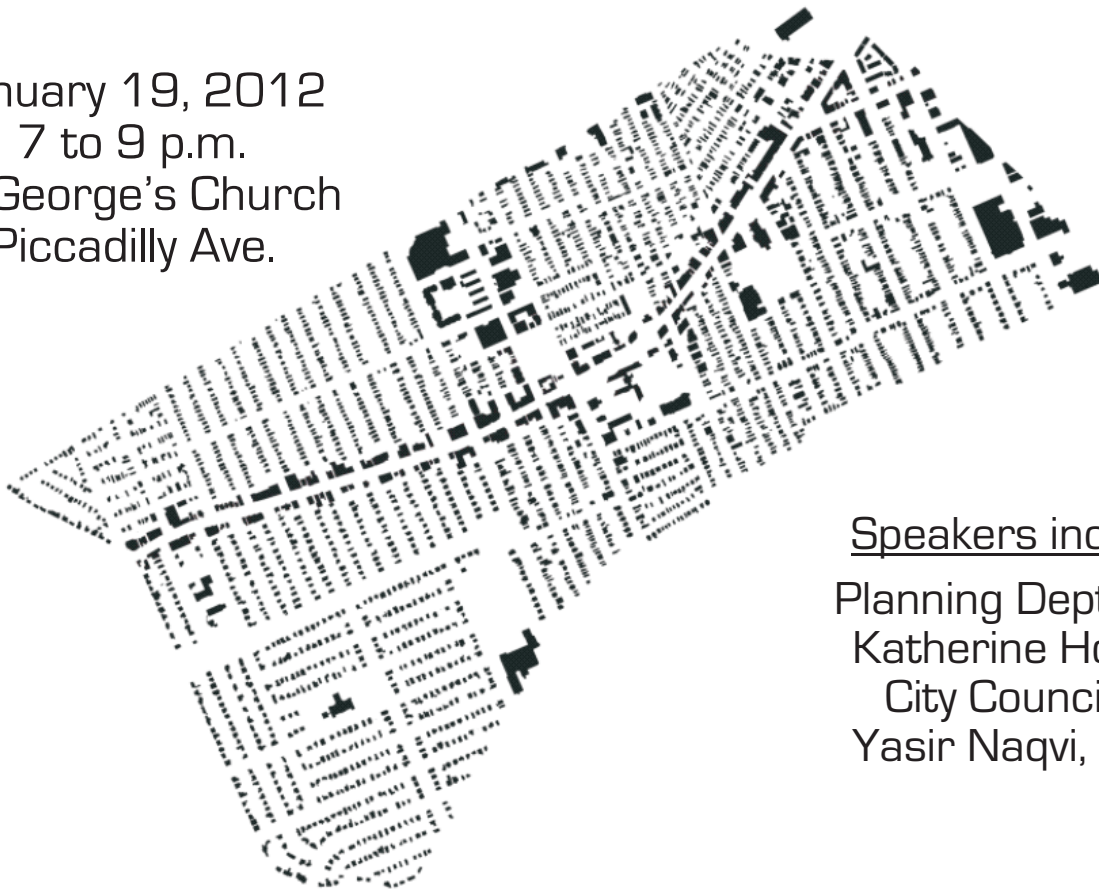 nuary 19, 2012
7 to 9 p.m.
George's Church
Piccadilly Ave.
Speakers inc
Planning Dept
Katherine Ho
City Counci
Yasir Naqvi,